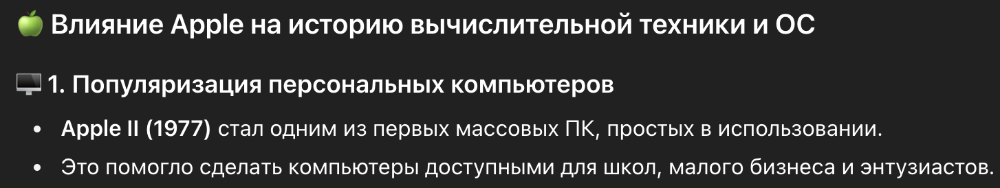 🍏 Влияние Apple на историю вычислительной техники и ОС
🖥️ 1. Популяризация персональных компьютеров
• Apple II (1977) стал одним из первых массовых ПК, простых в использовании.
• Это помогло сделать компьютеры доступными для школ, малого бизнеса и энтузиастов.